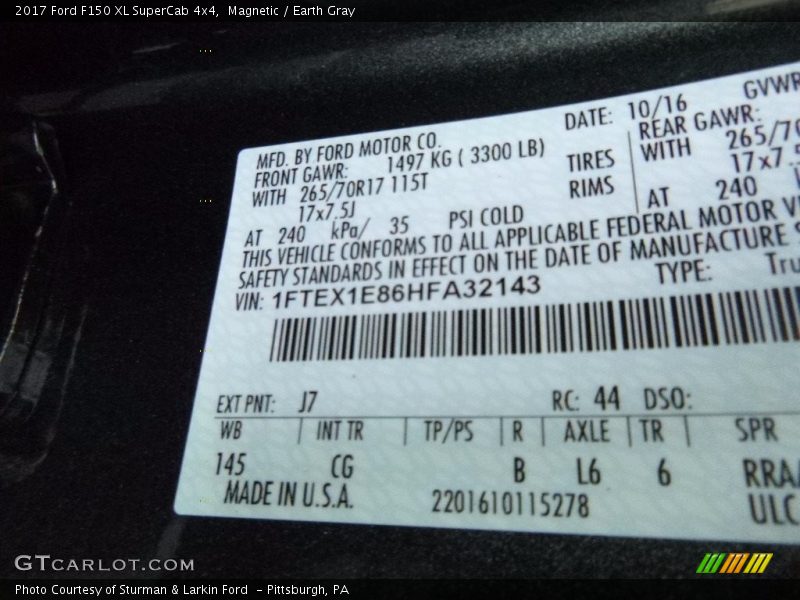 2017 Ford F150 XL SuperCab 4x4, Magnetic / Earth Gray
MFD. BY FORD MOTOR CO. DATE: 10/16 GVWR
FRONT GAWR: 1497 KG ( 3300 LB) REAR GAWR:
WITH 265/70R17 115T TIRES WITH 265/70
17x7.5J RIMS 17x7.5
AT 240 kPa/ 35 PSI COLD AT 240
THIS VEHICLE CONFORMS TO ALL APPLICABLE FEDERAL MOTOR
SAFETY STANDARDS IN EFFECT ON THE DATE OF MANUFACTURE
VIN: 1FTEX1E86HFA32143 TYPE: Tru
EXT PNT: J7 RC: 44 DSO:
WB INT TR TP/PS R AXLE TR SPR
145 CG B L6 6 RRA
MADE IN U.S.A. 2201610115278 ULC
GTCARLOT.COM
Photo Courtesy of Sturman & Larkin Ford - Pittsburgh, PA